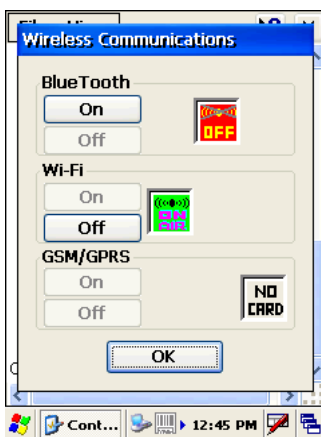 Wireless Communications
BlueTooth
On
OFF
Off
Wi-Fi
On
ON
AIR
Off
GSM/GPRS
On
NO
CARD
Off
OK
Cont...
12:45 PM